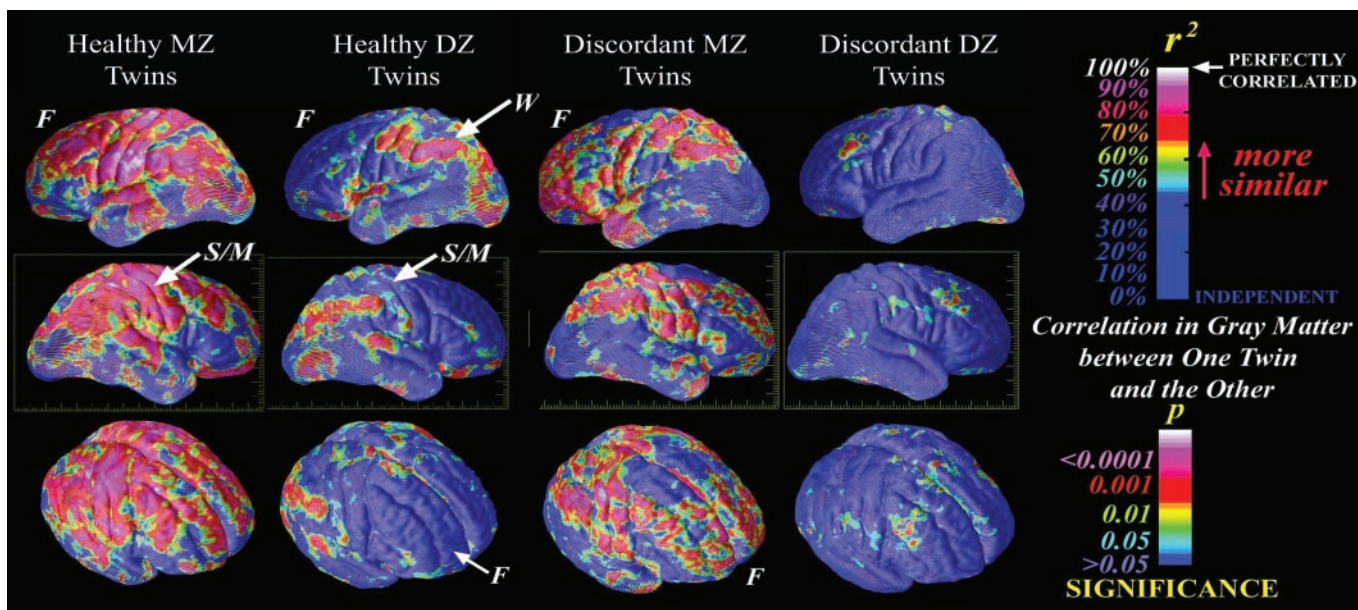 Healthy MZ
Twins
Healthy DZ
Twins
Discordant MZ
Twins
Discordant DZ
Twins
F
F
W
S/M
S/M
F
F
r²
100%
90%
80%
70%
60%
50%
40%
30%
20%
10%
0%
PERFECTLY
CORRELATED
more
similar
INDEPENDENT
Correlation in Gray Matter
between One Twin
and the Other
p
<0.0001
0.001
0.01
0.05
>0.05
SIGNIFICANCE